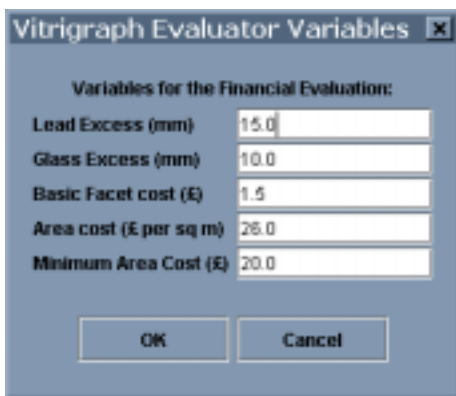 Vitrigraph Evaluator Variables
Variables for the Financial Evaluation:
Lead Excess (mm) 15.0
Glass Excess (mm) 10.0
Basic Facet cost (£) 1.5
Area cost (£ per sq m) 26.0
Minimum Area Cost (£) 20.0
OK Cancel